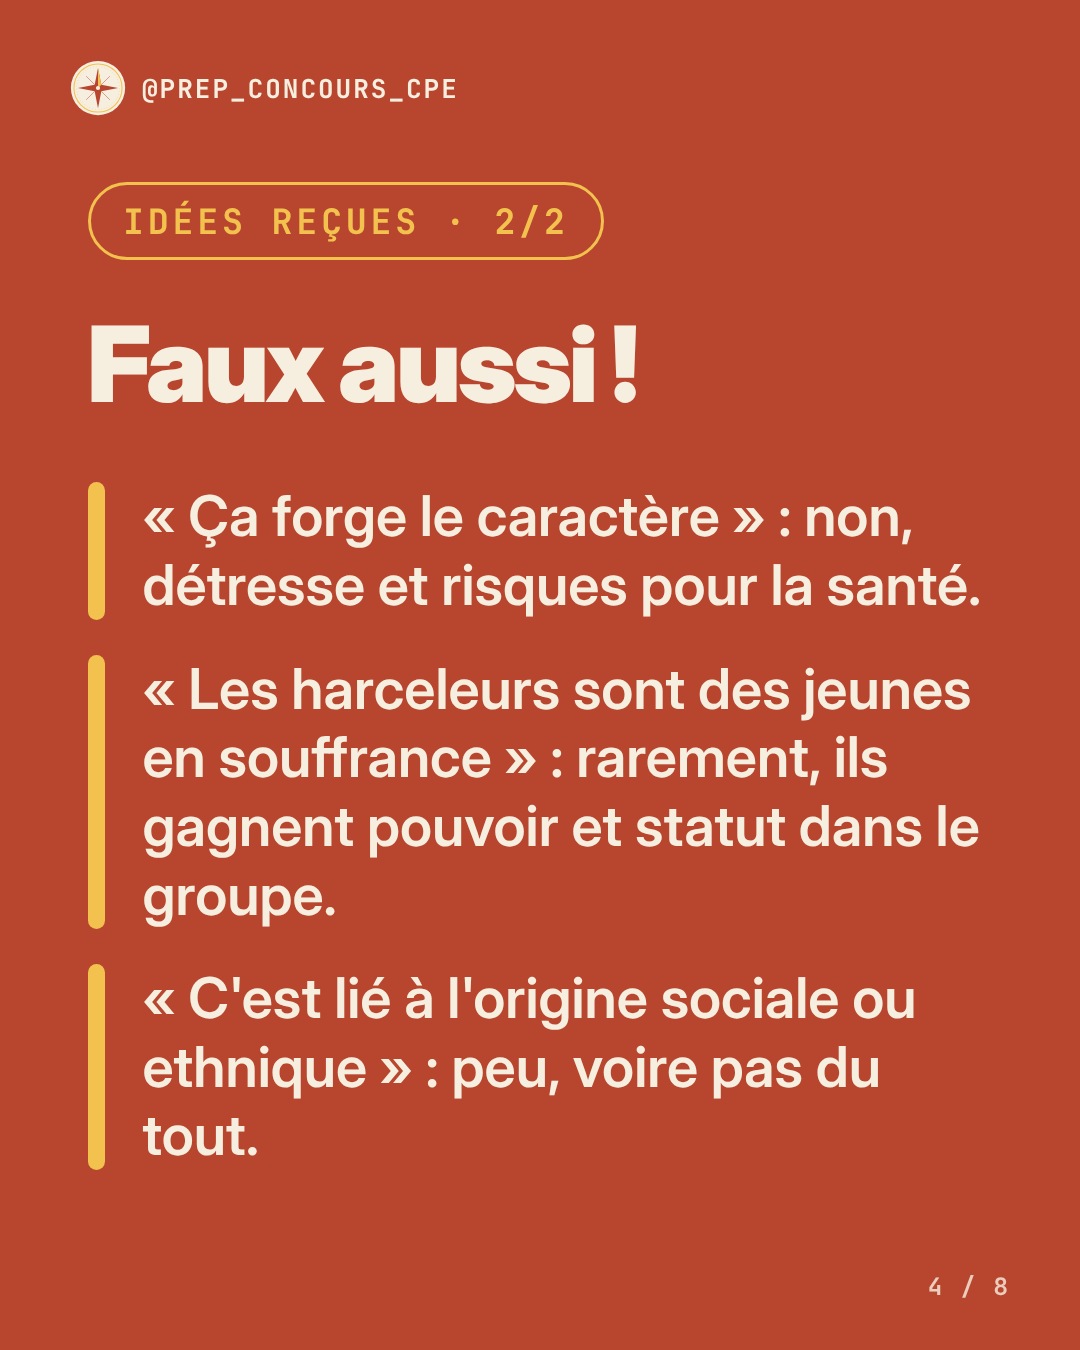 @PREP_CONCOURS_CPE
IDÉES REÇUES · 2/2
Faux aussi !
« Ça forge le caractère » : non,
détresse et risques pour la santé.
« Les harceleurs sont des jeunes
en souffrance » : rarement, ils
gagnent pouvoir et statut dans le
groupe.
« C'est lié à l'origine sociale ou
ethnique » : peu, voire pas du
tout.
4 / 8